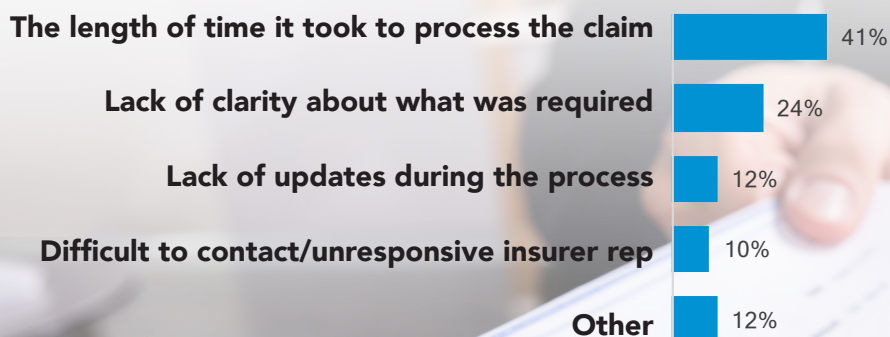 The length of time it took to process the claim 41%
Lack of clarity about what was required 24%
Lack of updates during the process 12%
Difficult to contact/unresponsive insurer rep 10%
Other 12%